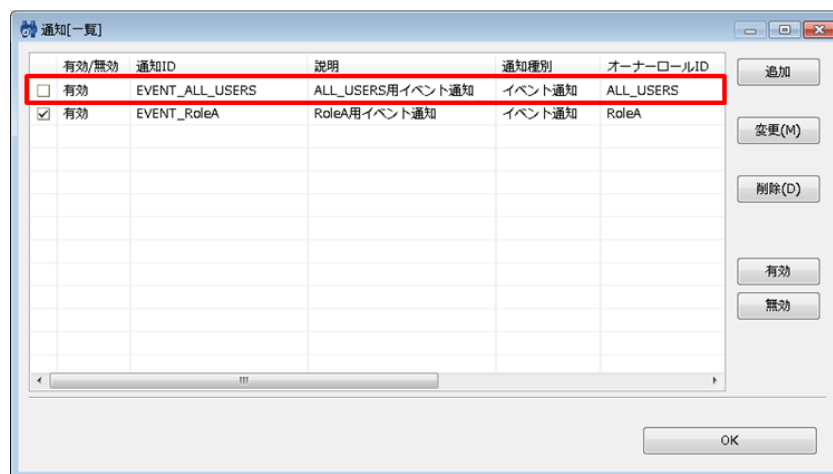 通知[一覧]
有効/無効 通知ID 説明 通知種別 オーナーロールID
有効 EVENT_ALL_USERS ALL_USERS用イベント通知 イベント通知 ALL_USERS
有効 EVENT_RoleA RoleA用イベント通知 イベント通知 RoleA
追加
変更(M)
削除(D)
有効
無効
OK